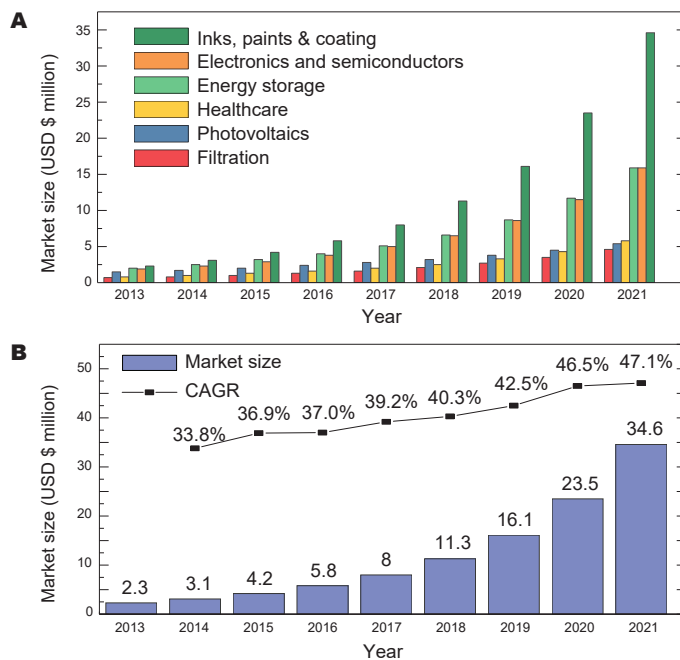 A
Market size (USD $ million)
35
30
25
20
15
10
5
0
Inks, paints & coating
Electronics and semiconductors
Energy storage
Healthcare
Photovoltaics
Filtration
2013 2014 2015 2016 2017 2018 2019 2020 2021
Year
B
Market size (USD $ million)
50
40
30
20
10
0
Market size
CAGR
33.8% 36.9% 37.0% 39.2% 40.3% 42.5% 46.5% 47.1%
2.3 3.1 4.2 5.8 8 11.3 16.1 23.5 34.6
2013 2014 2015 2016 2017 2018 2019 2020 2021
Year